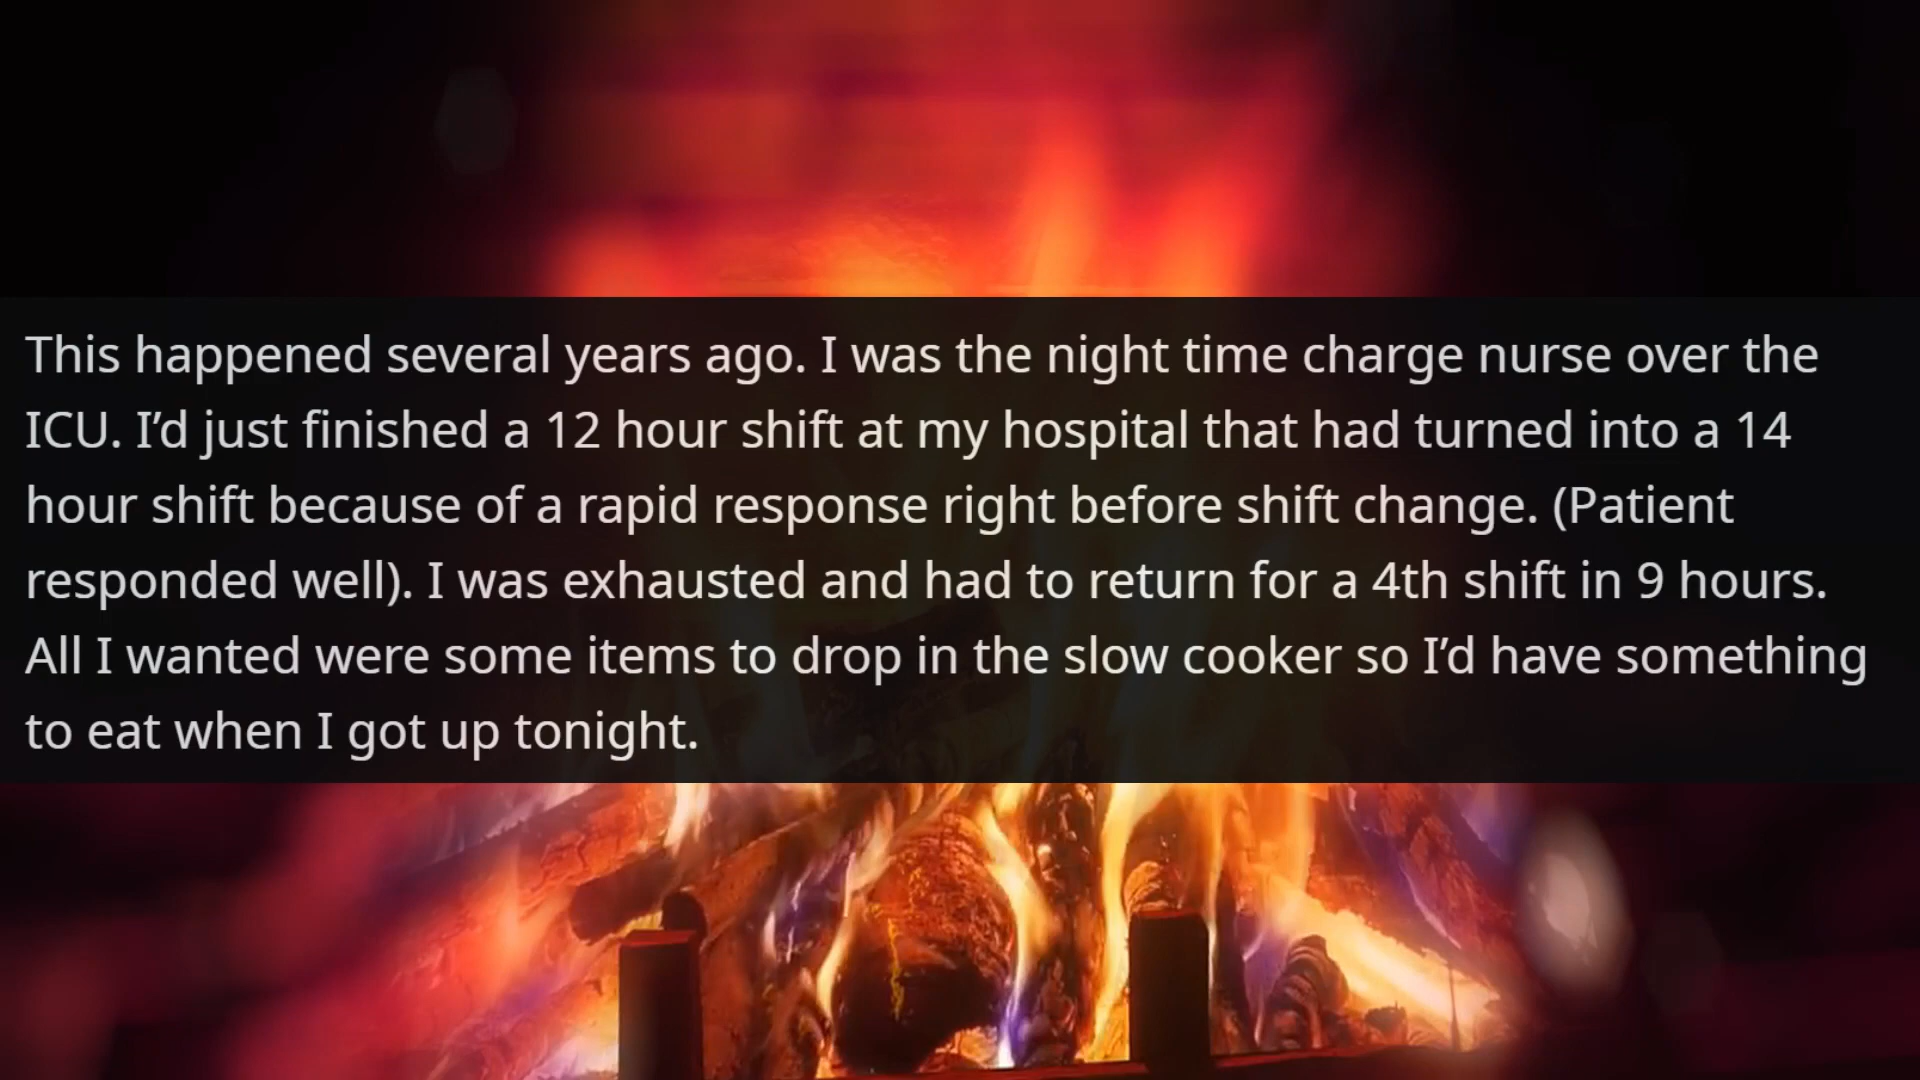 This happened several years ago. I was the night time charge nurse over the
ICU. I’d just finished a 12 hour shift at my hospital that had turned into a 14
hour shift because of a rapid response right before shift change. (Patient
responded well). I was exhausted and had to return for a 4th shift in 9 hours.
All I wanted were some items to drop in the slow cooker so I’d have something
to eat when I got up tonight.